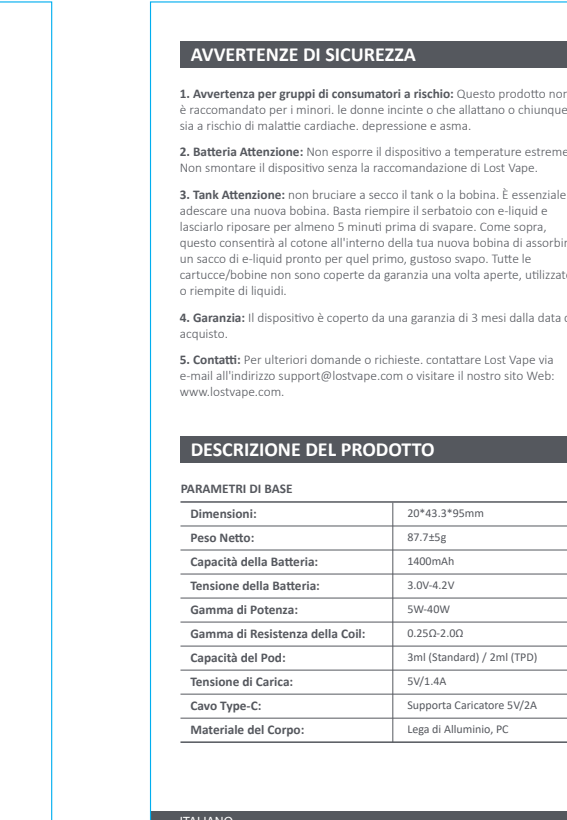 AVVERTENZE DI SICUREZZA
1. Avvertenza per gruppi di consumatori a rischio: Questo prodotto non
è raccomandato per i minori. le donne incinte o che allattano o chiunque
sia a rischio di malattie cardiache. depressione e asma.
2. Batteria Attenzione: Non esporre il dispositivo a temperature estreme
Non smontare il dispositivo senza la raccomandazione di Lost Vape.
3. Tank Attenzione: non bruciare a secco il tank o la bobina. È essenziale
adescare una nuova bobina. Basta riempire il serbatoio con e-liquid e
lasciarlo riposare per almeno 5 minuti prima di svapare. Come sopra,
questo consentirà al cotone all'interno della tua nuova bobina di assorbir
un sacco di e-liquid pronto per quel primo, gustoso svapo. Tutte le
cartucce/bobine non sono coperte da garanzia una volta aperte, utilizzat
o riempite di liquidi.
4. Garanzia: Il dispositivo è coperto da una garanzia di 3 mesi dalla data
acquisto.
5. Contatti: Per ulteriori domande o richieste. contattare Lost Vape via
e-mail all'indirizzo support@lostvape.com o visitare il nostro sito Web:
www.lostvape.com.
DESCRIZIONE DEL PRODOTTO
PARAMETRI DI BASE
Dimensioni: 20*43.3*95mm
Peso Netto: 87.7±5g
Capacità della Batteria: 1400mAh
Tensione della Batteria: 3.0V-4.2V
Gamma di Potenza: 5W-40W
Gamma di Resistenza della Coil: 0.25Ω-2.0Ω
Capacità del Pod: 3ml (Standard) / 2ml (TPD)
Tensione di Carica: 5V/1.4A
Cavo Type-C: Supporta Caricatore 5V/2A
Materiale del Corpo: Lega di Alluminio, PC
ITALIANO